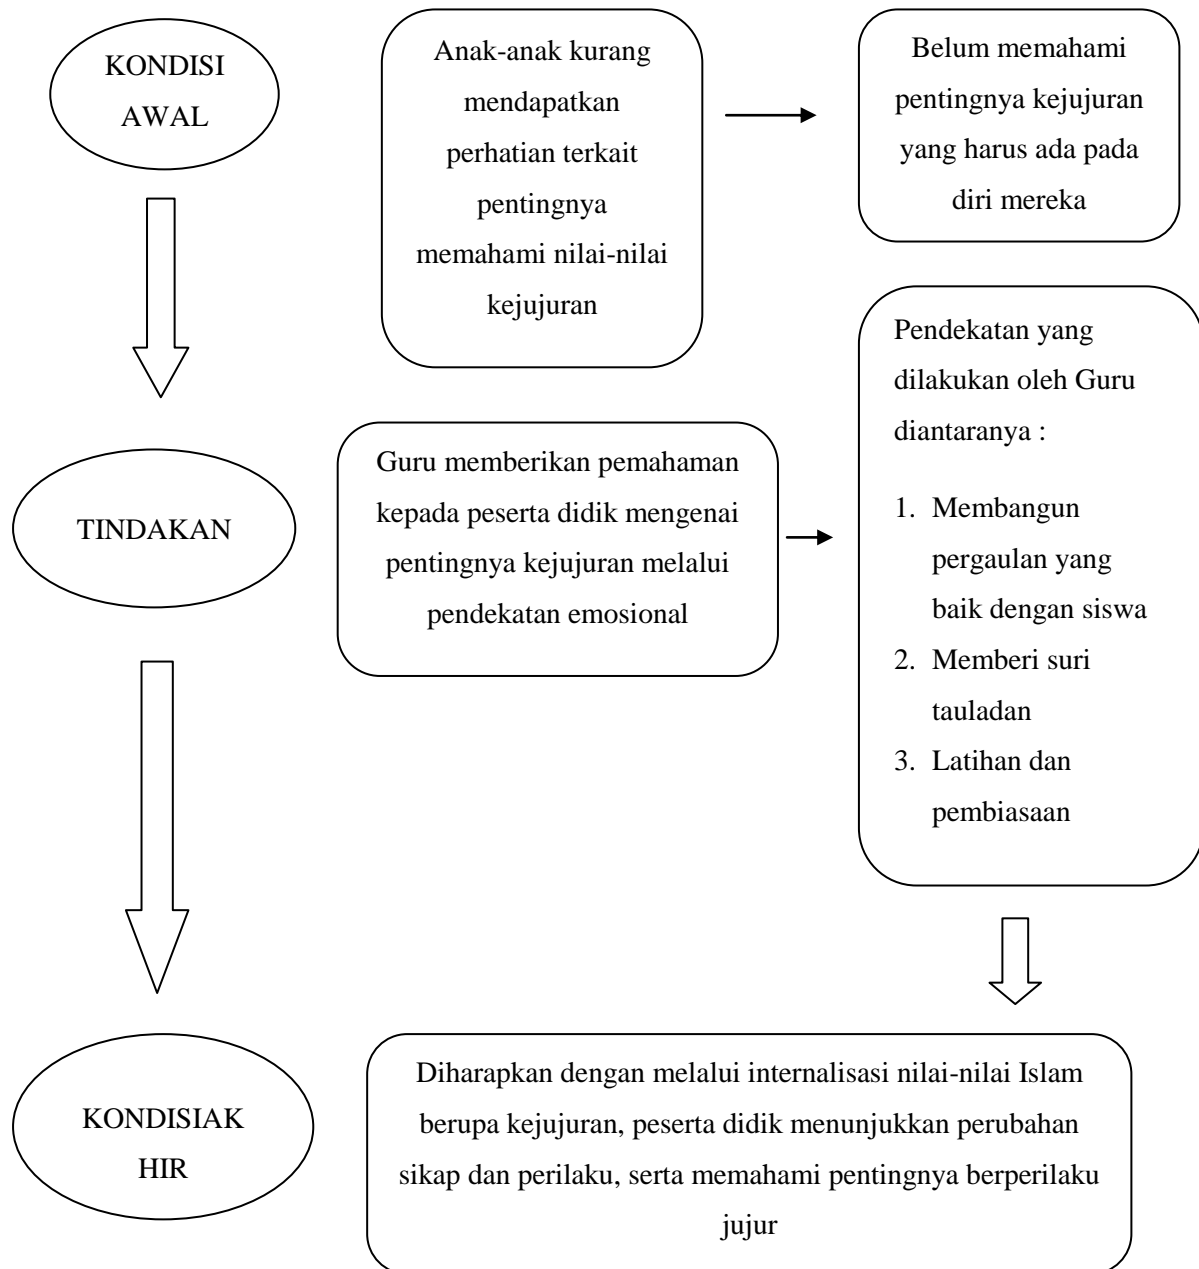 KONDISI
AWAL
Anak-anak kurang
mendapatkan
perhatian terkait
pentingnya
memahami nilai-nilai
kejujuran
Belum memahami
pentingnya kejujuran
yang harus ada pada
diri mereka
TINDAKAN
Guru memberikan pemahaman
kepada peserta didik mengenai
pentingnya kejujuran melalui
pendekatan emosional
Pendekatan yang
dilakukan oleh Guru
diantaranya :
1. Membangun
pergaulan yang
baik dengan siswa
2. Memberi suri
tauladan
3. Latihan dan
pembiasaan
KONDISIAK
HIR
Diharapkan dengan melalui internalisasi nilai-nilai Islam
berupa kejujuran, peserta didik menunjukkan perubahan
sikap dan perilaku, serta memahami pentingnya berperilaku
jujur